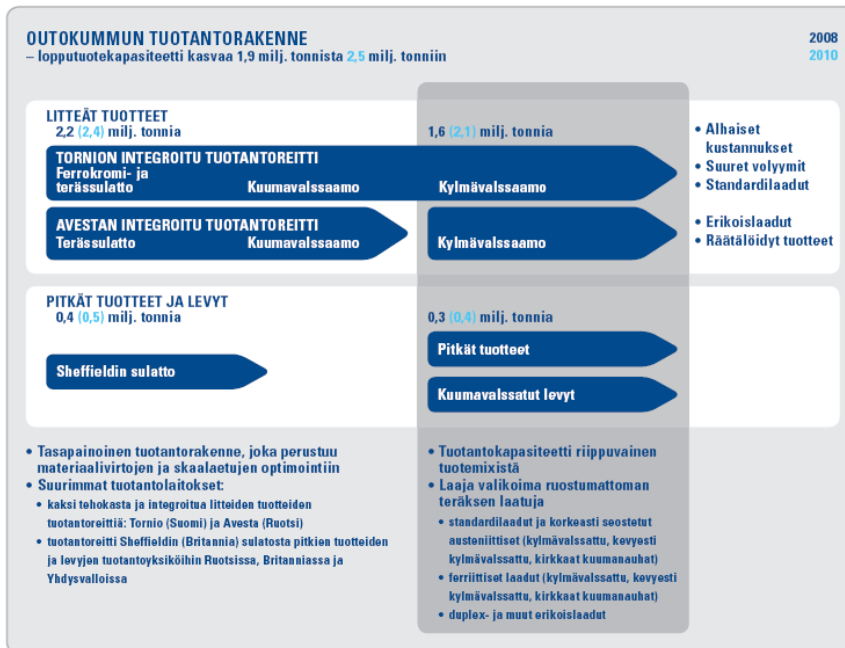 OUTOKUMMUN TUOTANTORAKENNE
– lopputuotekapasiteetti kasvaa 1,9 milj. tonnista 2,5 milj. tonniin
2008
2010
LITTEÄT TUOTTEET
2,2 (2,4) milj. tonnia
1,6 (2,1) milj. tonnia
TORNION INTEGROITU TUOTANTOREITTI
Ferrokromi- ja
terässulatto
Kuumavalssaamo
Kylmävalssaamo
• Alhaiset
kustannukset
• Suuret volyymit
• Standardilaadut
AVESTAN INTEGROITU TUOTANTOREITTI
Terässulatto
Kuumavalssaamo
Kylmävalssaamo
• Erikoislaadut
• Räätälöidyt tuotteet
PITKÄT TUOTTEET JA LEVYT
0,4 (0,5) milj. tonnia
0,3 (0,4) milj. tonnia
Sheffieldin sulatto
Pitkät tuotteet
Kuumavalssatut levyt
• Tasapainoinen tuotantorakenne, joka perustuu
materiaalivirtojen ja skaalaetujen optimointiin
• Suurimmat tuotantolaitokset:
• kaksi tehokasta ja integroitua litteiden tuotteiden
tuotantoreittiä: Tornio (Suomi) ja Avesta (Ruotsi)
• tuotantoreitti Sheffieldin (Britannia) sulatosta pitkien tuotteiden
ja levyjen tuotantoyksiköihin Ruotsissa, Britanniassa ja
Yhdysvalloissa
• Tuotantokapasiteetti riippuvainen
tuotemixistä
• Laaja valikoima ruostumattoman
teräksen laatuja
• standardilaadut ja korkeasti seostetut
austeniittiset (kylmävalssattu, kevyesti
kylmävalssattu, kirkkaat kuumanauhat)
• ferriittiset laadut (kylmävalssattu, kevyesti
kylmävalssattu, kirkkaat kuumanauhat)
• duplex- ja muut erikoislaadut